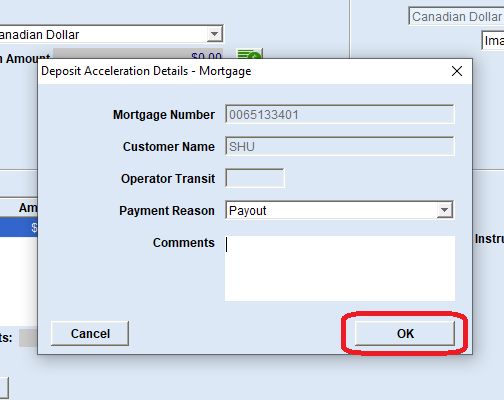 Canadian Dollar
anadian Dollar
Ima
n Amount
$0.00
Deposit Acceleration Details - Mortgage
Mortgage Number 0065133401
Customer Name SHU
Operator Transit
Am
Payment Reason Payout
$
Comments
Instru
ts:
Cancel OK